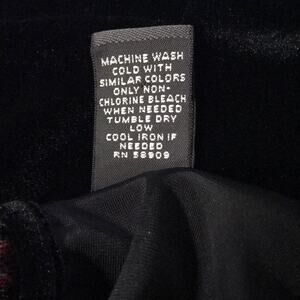 MACHINE WASH
COLD WITH
SIMILAR COLORS
ONLY NON-
CHLORINE BLEACH
WHEN NEEDED
TUMBLE DRY
LOW
COOL IRON IF
NEEDED
RN 58909